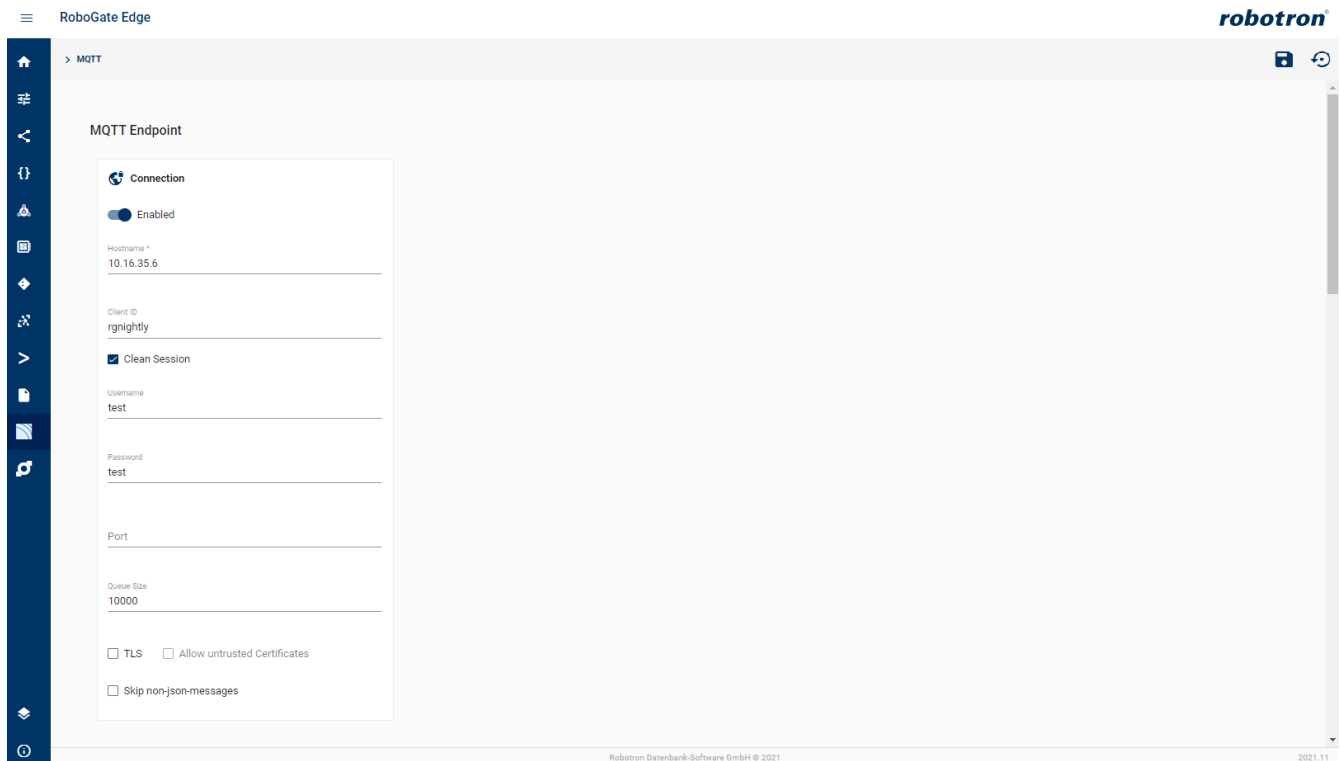 RoboGate Edge
robotron®
> MQTT
MQTT Endpoint
Connection
Enabled
Hostname *
10.16.35.6
Client ID
rgnightly
Clean Session
Username
test
Password
test
Port
Queue Size
10000
TLS Allow untrusted Certificates
Skip non-json-messages
Robotron Datenbank-Software GmbH © 2021
2021.11